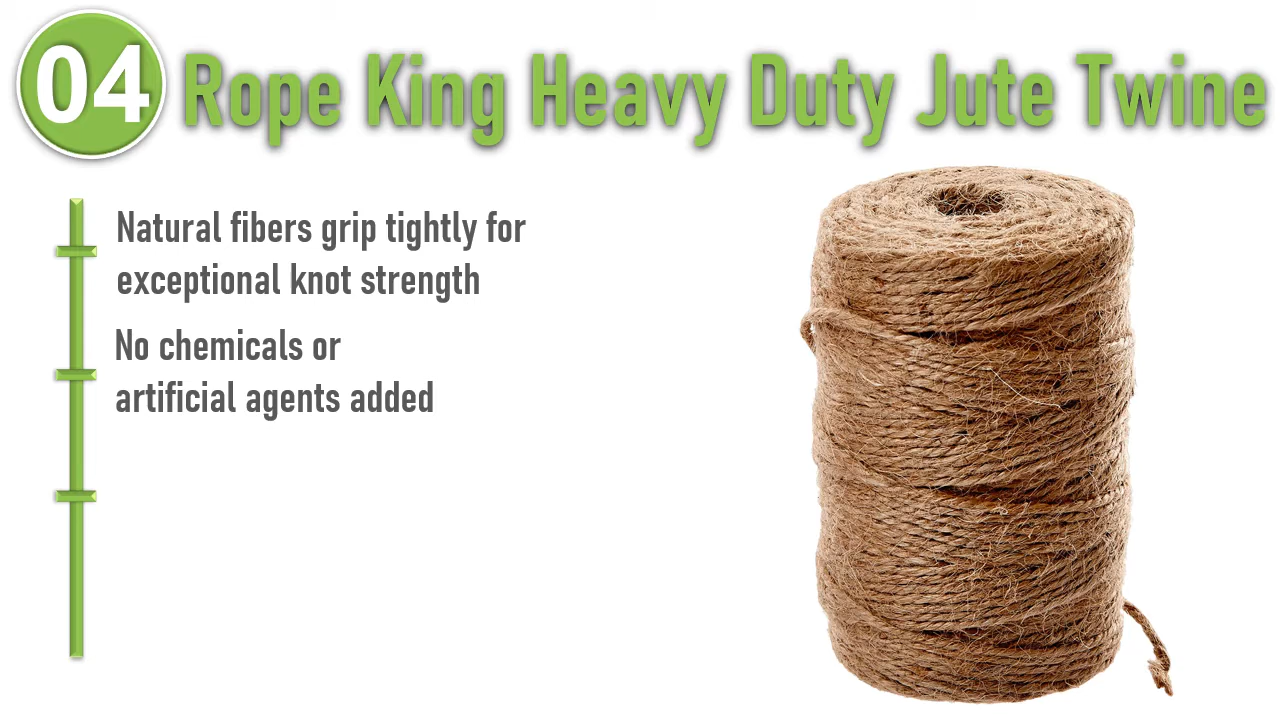 04 Rope King Heavy Duty Jute Twine
Natural fibers grip tightly for
exceptional knot strength
No chemicals or
artificial agents added